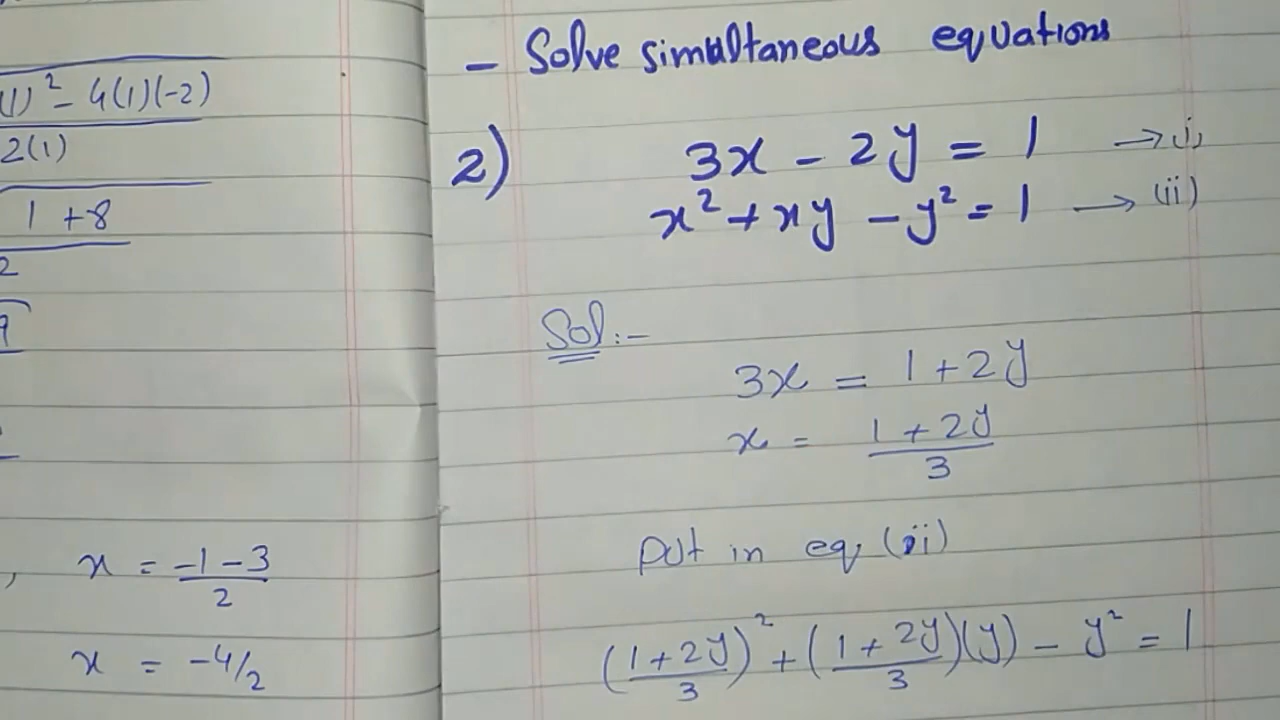 (1)² - 4(1)(-2)
2(1)
1 + 8
2
9
, x = -1 - 3
2
x = -4/2
- Solve simultaneous equations
2) 3x - 2y = 1 → (i)
x² + xy - y² = 1 → (ii)
Sol:-
3x = 1 + 2y
x = 1 + 2y
3
Put in eq (ii)
(1 + 2y / 3)² + (1 + 2y / 3)(y) - y² = 1